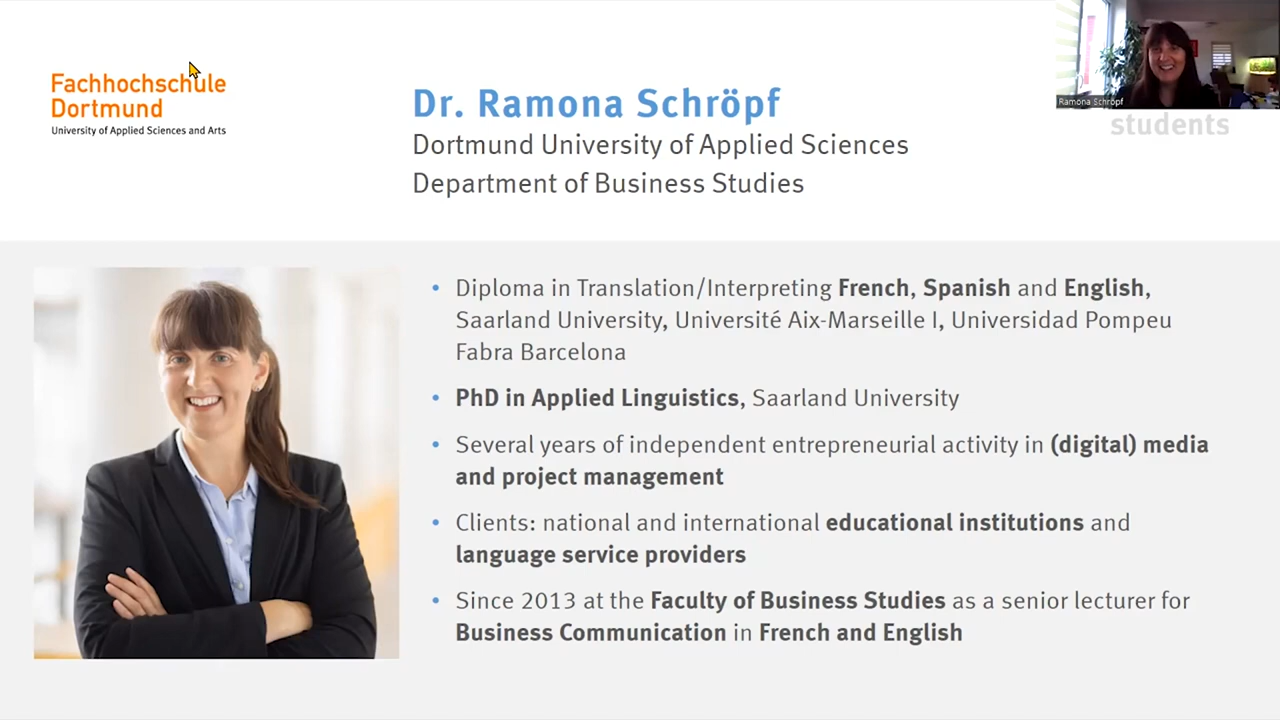 Fachhochschule
Dortmund
University of Applied Sciences and Arts
Dr. Ramona Schröpf
Dortmund University of Applied Sciences
Department of Business Studies
Ramona Schröpf
students
• Diploma in Translation/Interpreting French, Spanish and English,
Saarland University, Université Aix-Marseille I, Universidad Pompeu
Fabra Barcelona
• PhD in Applied Linguistics, Saarland University
• Several years of independent entrepreneurial activity in (digital) media
and project management
• Clients: national and international educational institutions and
language service providers
• Since 2013 at the Faculty of Business Studies as a senior lecturer for
Business Communication in French and English